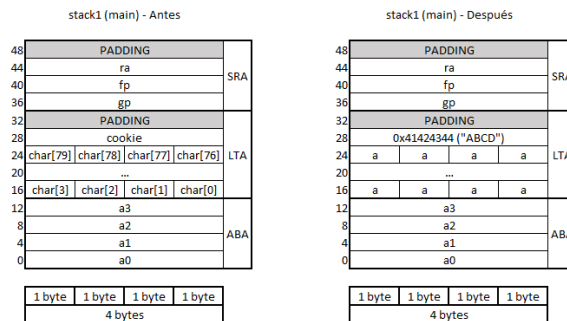 stack1 (main) - Antes
48 PADDING
44 ra SRA
40 fp
36 gp
32 PADDING
28 cookie
24 char[79] char[78] char[77] char[76] LTA
20 ...
16 char[3] char[2] char[1] char[0]
12 a3
8 a2 ABA
4 a1
0 a0
1 byte 1 byte 1 byte 1 byte
4 bytes
stack1 (main) - Después
48 PADDING
44 ra SRA
40 fp
36 gp
32 PADDING
28 0x41424344 ("ABCD")
24 a a a a LTA
20 ...
16 a a a a
12 a3
8 a2 ABA
4 a1
0 a0
1 byte 1 byte 1 byte 1 byte
4 bytes